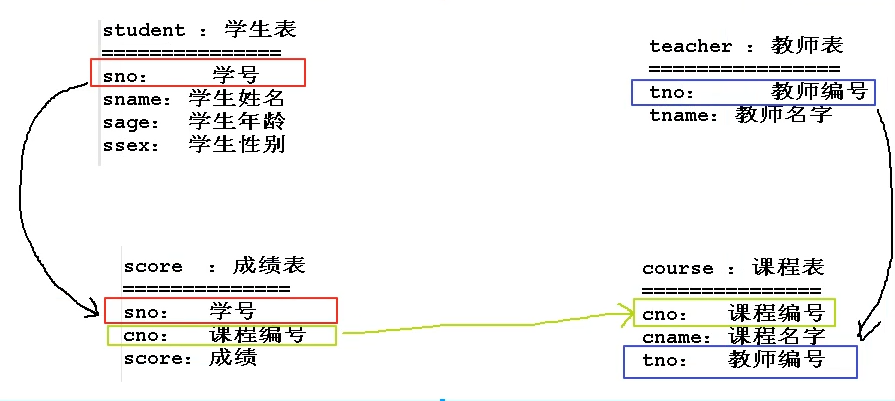 student : 学生表
===============
sno: 学号
sname: 学生姓名
sage: 学生年龄
ssex: 学生性别
teacher : 教师表
================
tno: 教师编号
tname: 教师名字
score : 成绩表
==============
sno: 学号
cno: 课程编号
score: 成绩
course : 课程表
===============
cno: 课程编号
cname: 课程名字
tno: 教师编号